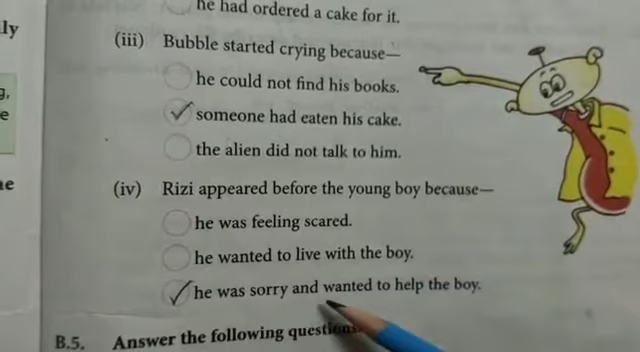 he had ordered a cake for it.
(iii) Bubble started crying because—
he could not find his books.
someone had eaten his cake.
the alien did not talk to him.
(iv) Rizi appeared before the young boy because—
he was feeling scared.
he wanted to live with the boy.
he was sorry and wanted to help the boy.
B.5. Answer the following questions